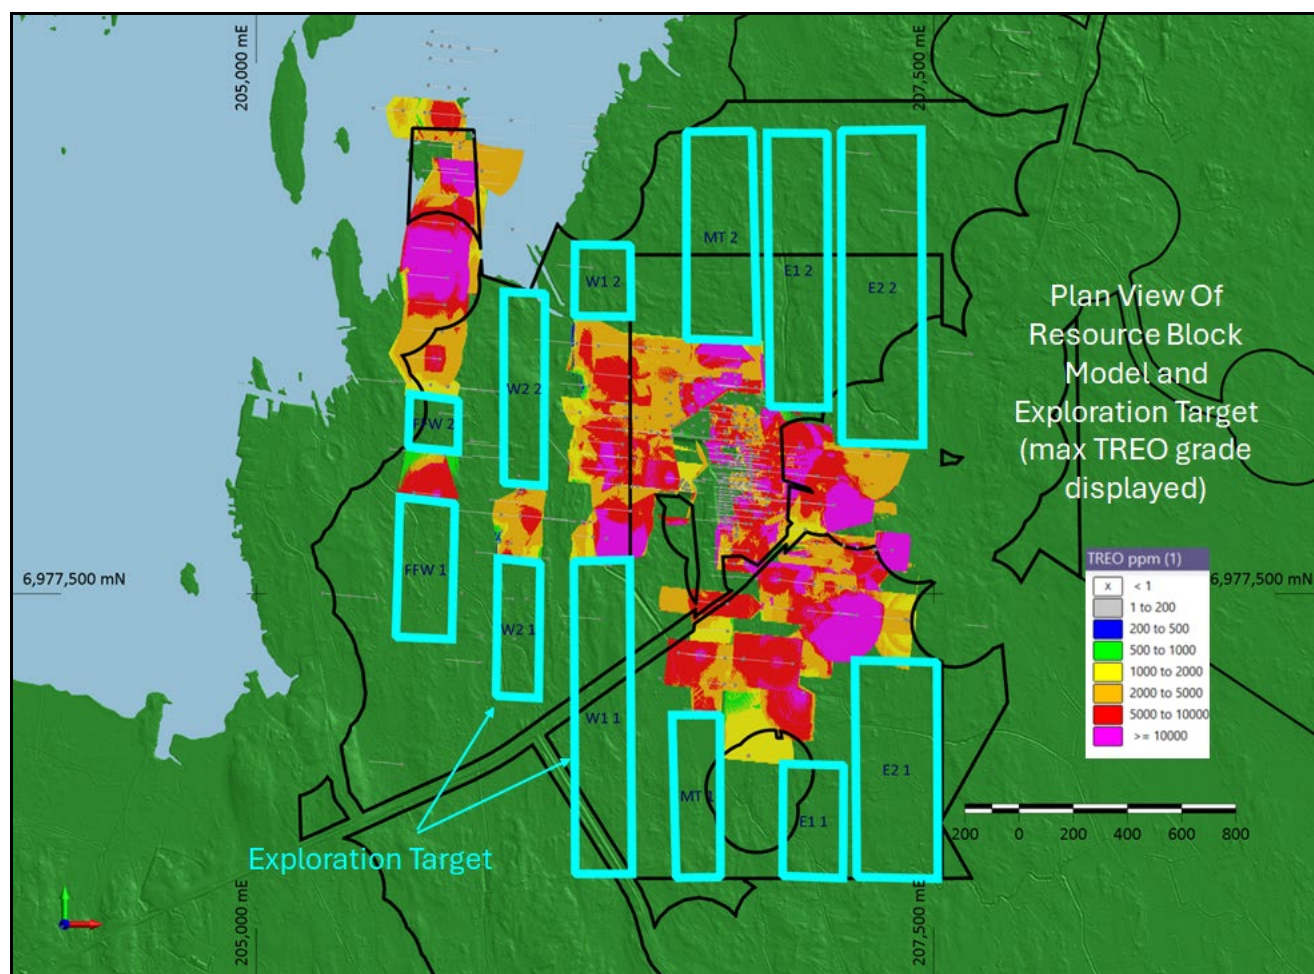 205,000 mE
207,500 mE
MT 2
E1 2
E2 2
W1 2
W2 2
FFW 2
FFW 1
W2 1
W1 1
MT 1
E1 1
E2 1
Plan View Of
Resource Block
Model and
Exploration Target
(max TREO grade
displayed)
6,977,500 mN
6,977,500 mN
TREO ppm (1)
x < 1
1 to 200
200 to 500
500 to 1000
1000 to 2000
2000 to 5000
5000 to 10000
>= 10000
200 0 200 400 600 800
Exploration Target
205,000 mE
207,500 mE